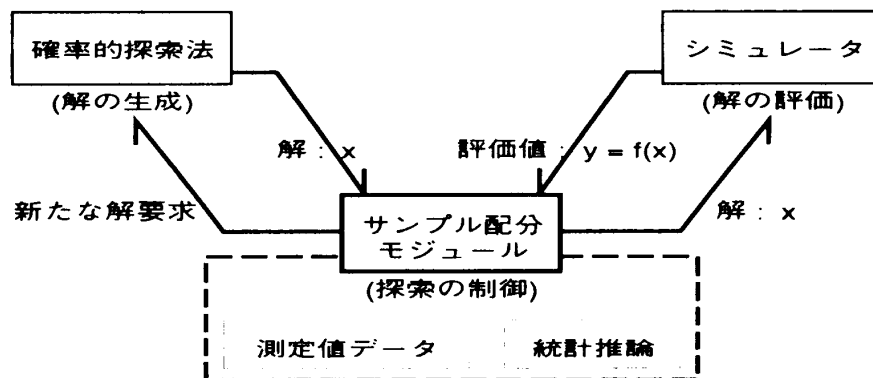 確率的探索法
シミュレータ
(解の生成)
(解の評価)
解：x
評価値：y = f(x)
新たな解要求
サンプル配分
モジュール
解：x
(探索の制御)
測定値データ
統計推論